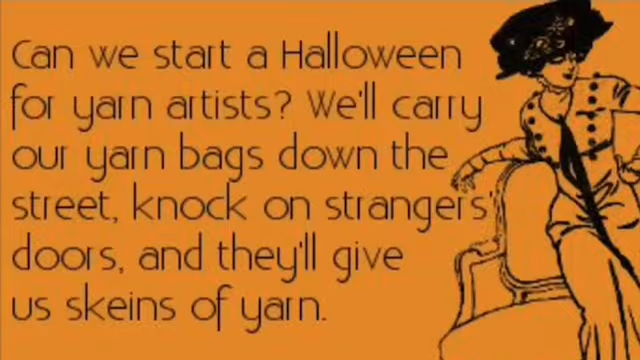 Can we start a Halloween
for yarn artists? We'll carry
our yarn bags down the
street, knock on strangers'
doors, and they'll give
us skeins of yarn.